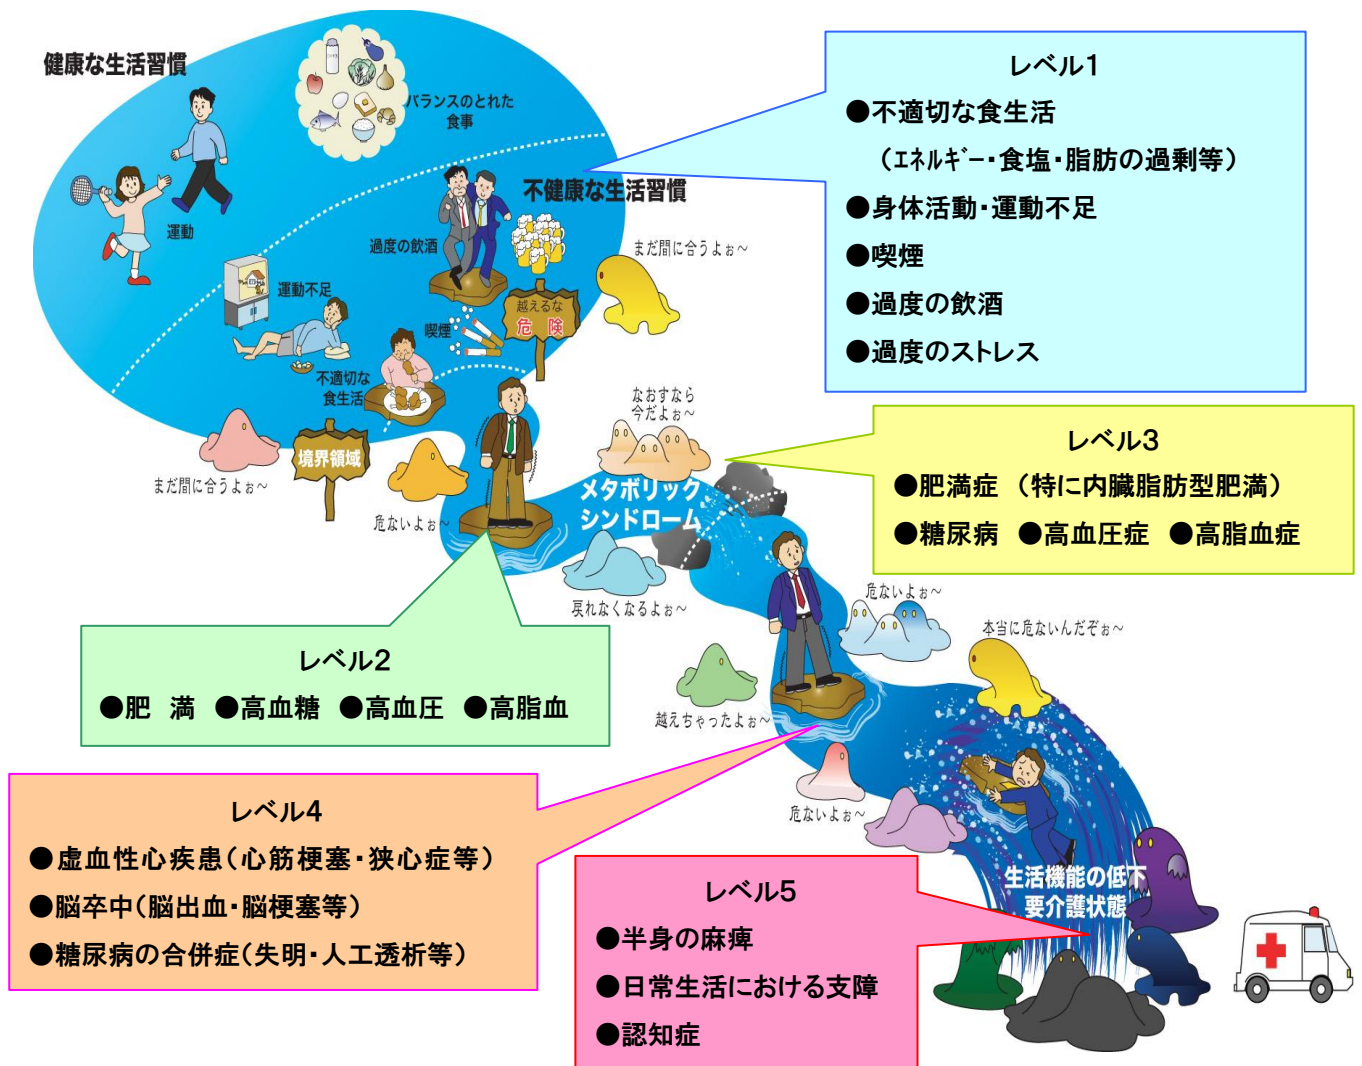 健康な生活習慣
バランスのとれた
食事
運動
不健康な生活習慣
過度の飲酒
まだ間に合うよぉ～
運動不足
越えるな
危険
喫煙
不適切な
食生活
境界領域
まだ間に合うよぉ～
危ないよぉ～
なおすなら
今だよぉ～
メタボリック
シンドローム
戻れなくなるよぉ～
危ないよぉ～
本当に危ないんだぞぉ～
越えちゃったよぉ～
危ないよぉ～
生活機能の低下
要介護状態
レベル1
●不適切な食生活
（ｴﾈﾙｷﾞｰ・食塩・脂肪の過剰等）
●身体活動・運動不足
●喫煙
●過度の飲酒
●過度のストレス
レベル2
●肥　満　●高血糖　●高血圧　●高脂血
レベル3
●肥満症　（特に内臓脂肪型肥満）
●糖尿病　●高血圧症　●高脂血症
レベル4
●虚血性心疾患（心筋梗塞・狭心症等）
●脳卒中（脳出血・脳梗塞等）
●糖尿病の合併症（失明・人工透析等）
レベル5
●半身の麻痺
●日常生活における支障
●認知症